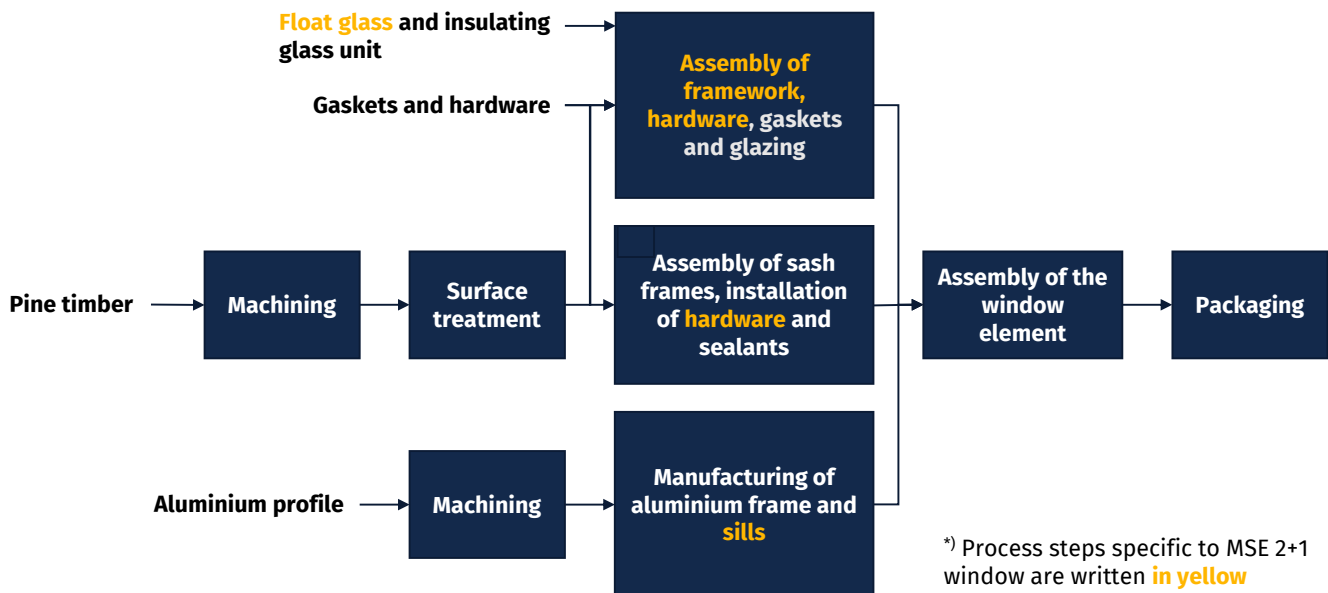 Float glass and insulating
glass unit
Gaskets and hardware
Assembly of
framework,
hardware, gaskets
and glazing
Pine timber
Machining
Surface
treatment
Assembly of sash
frames, installation
of hardware and
sealants
Assembly of the
window
element
Packaging
Aluminium profile
Machining
Manufacturing of
aluminium frame and
sills
*) Process steps specific to MSE 2+1
window are written in yellow